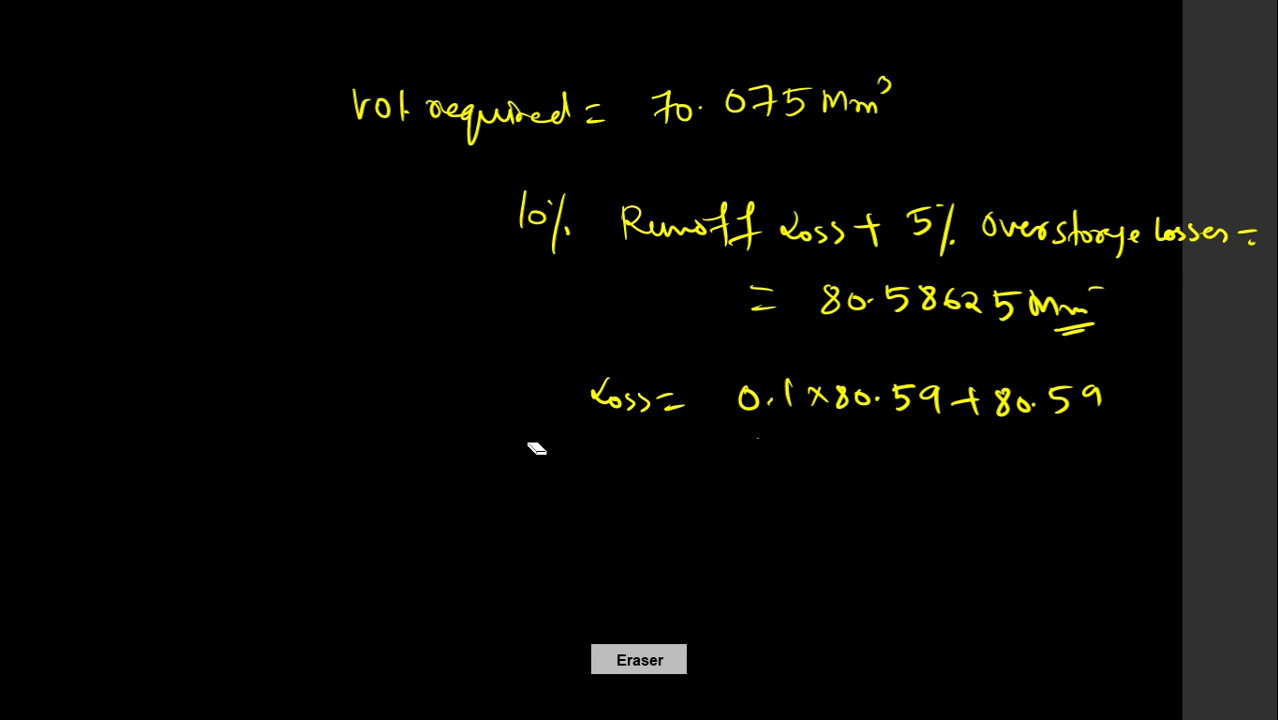 vol required = 70.075 Mm³
10% Runoff Loss + 5% Overstorage Losses =
= 80.58625 Mm
Loss = 0.1 × 80.59 + 80.59
Eraser